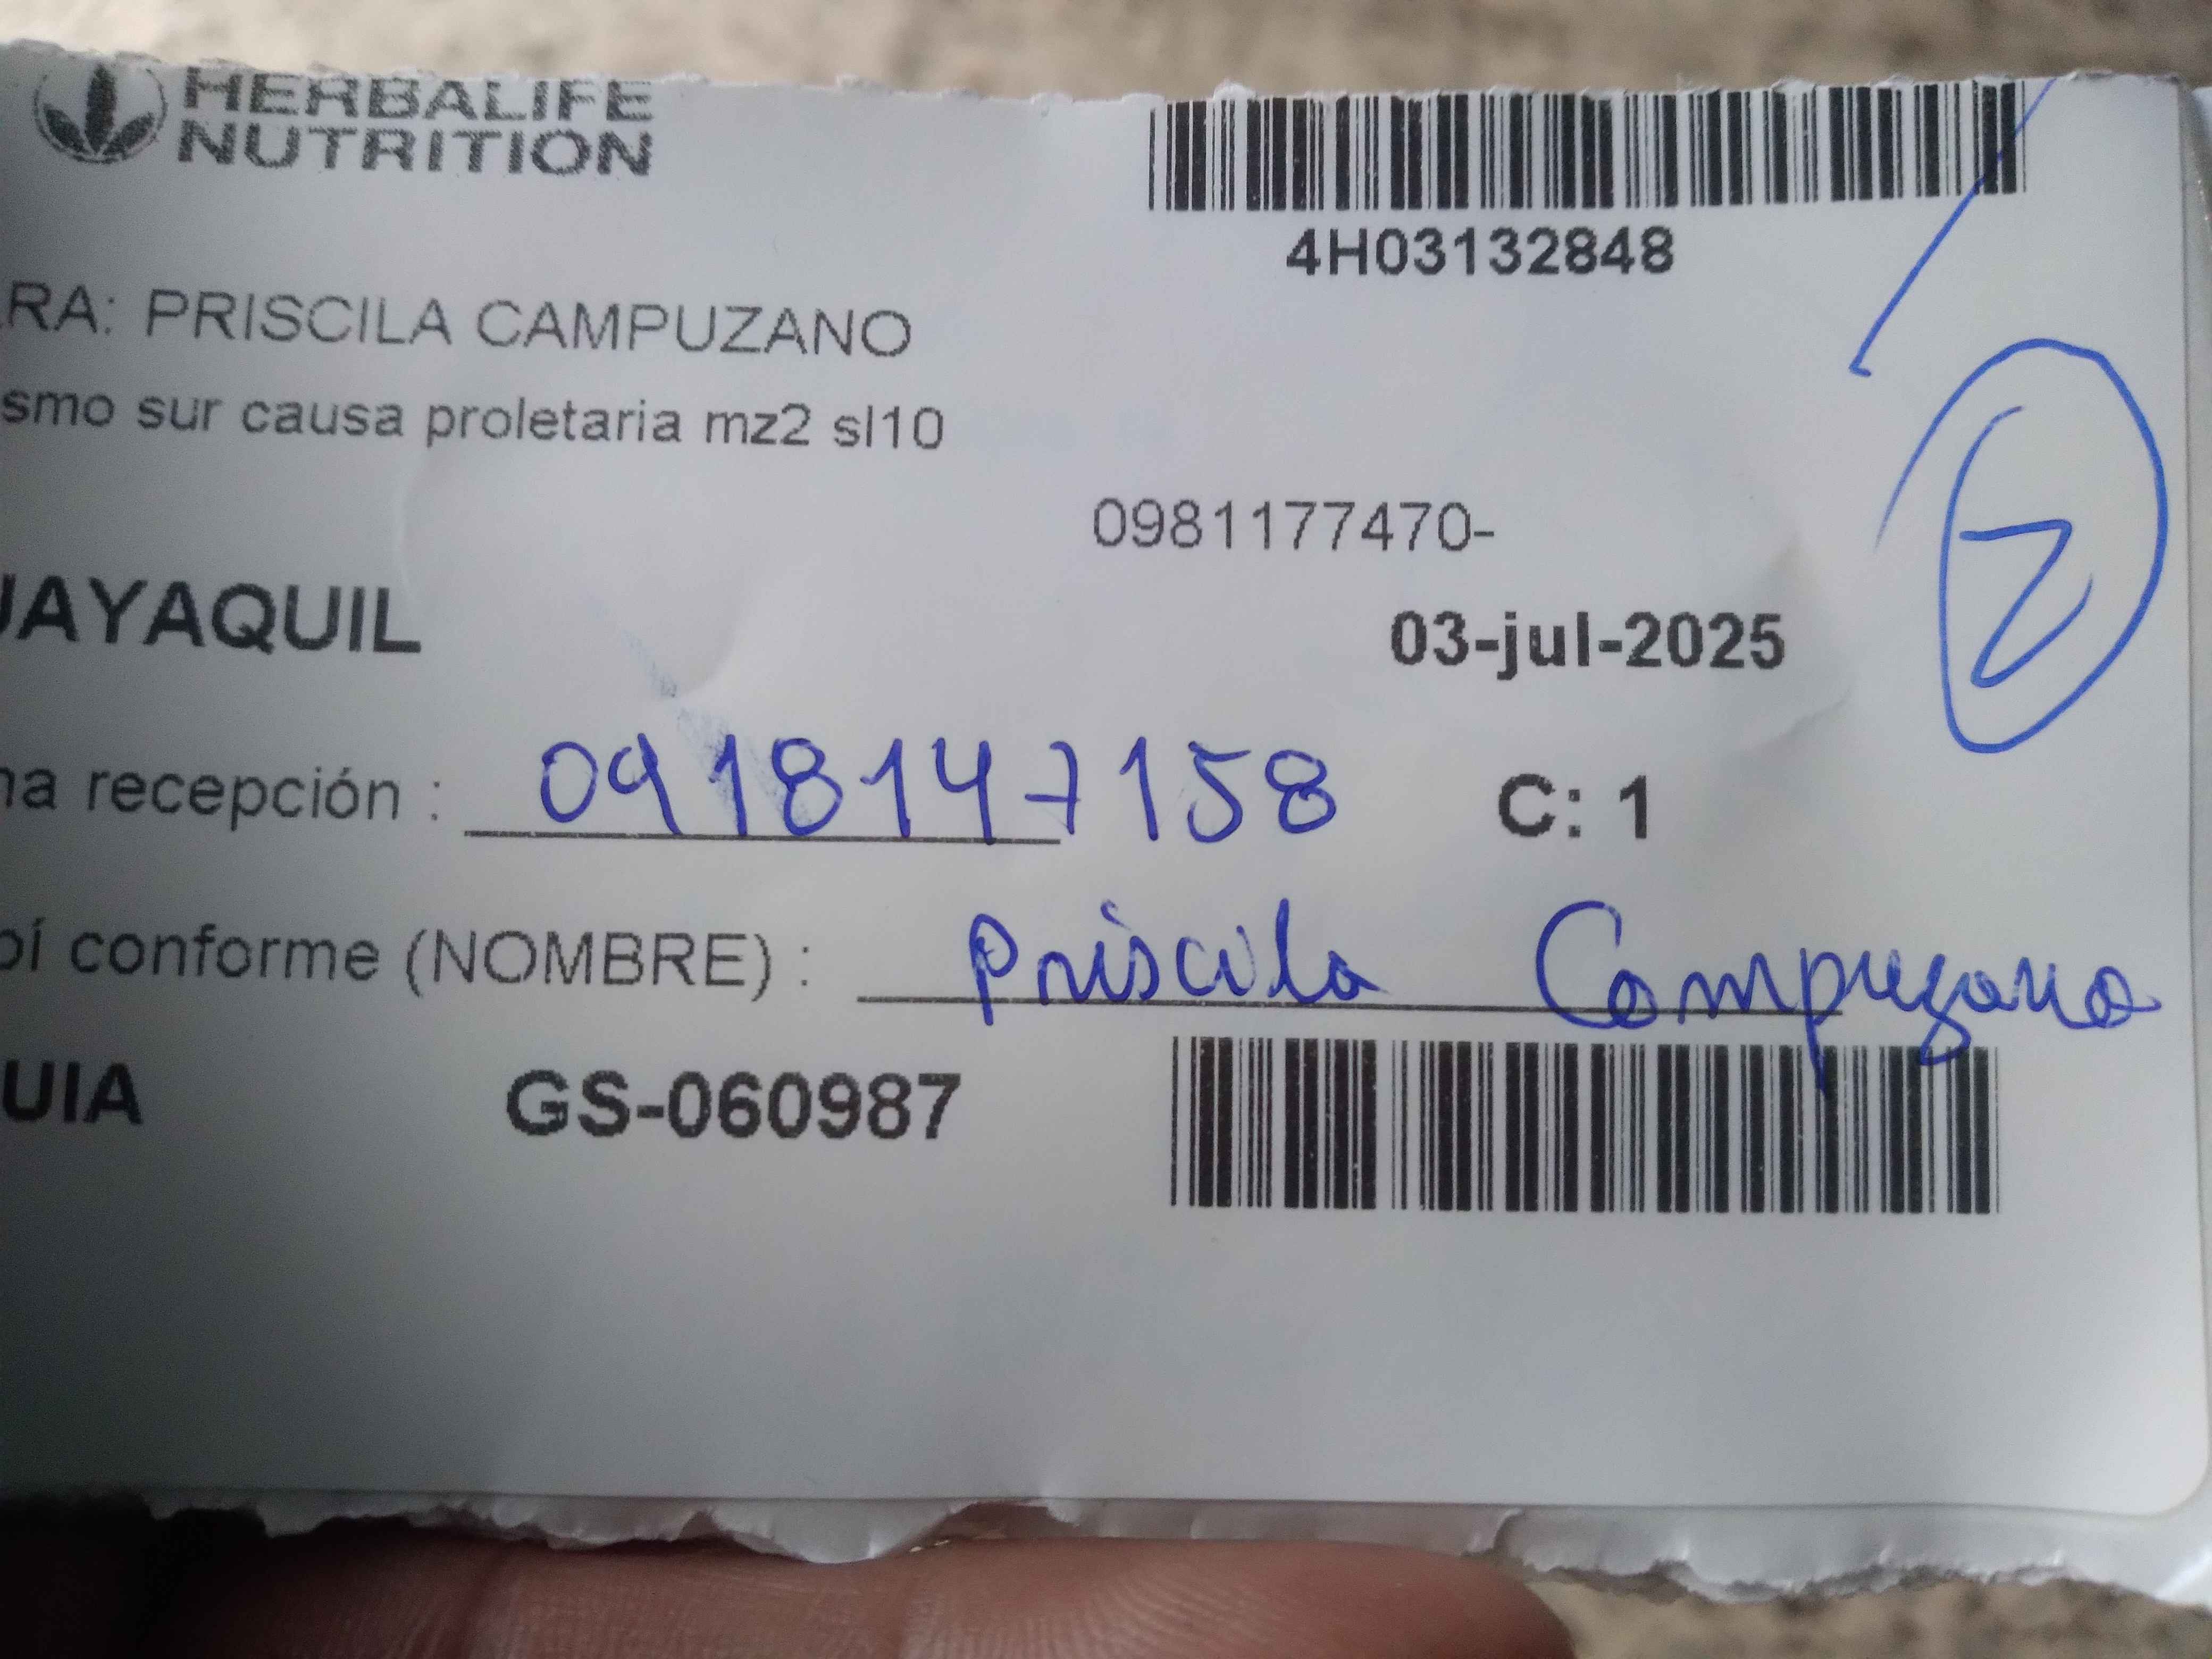 HERBALIFE
NUTRITION
4H03132848
RA: PRISCILA CAMPUZANO
smo sur causa proletaria mz2 sl10
0981177470-
UAYAQUIL
03-jul-2025
2
na recepción : 0918147158 C: 1
bí conforme (NOMBRE) : Priscila Campuzano
UIA GS-060987